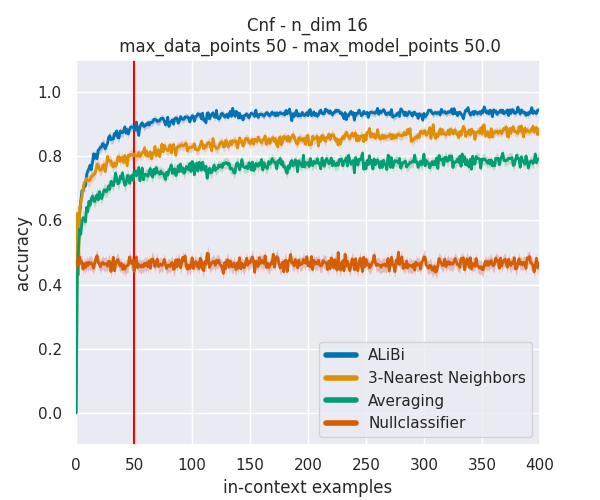 Cnf - n_dim 16
max_data_points 50 - max_model_points 50.0
accuracy
1.0
0.8
0.6
0.4
0.2
0.0
ALiBi
3-Nearest Neighbors
Averaging
Nullclassifier
0 50 100 150 200 250 300 350 400
in-context examples